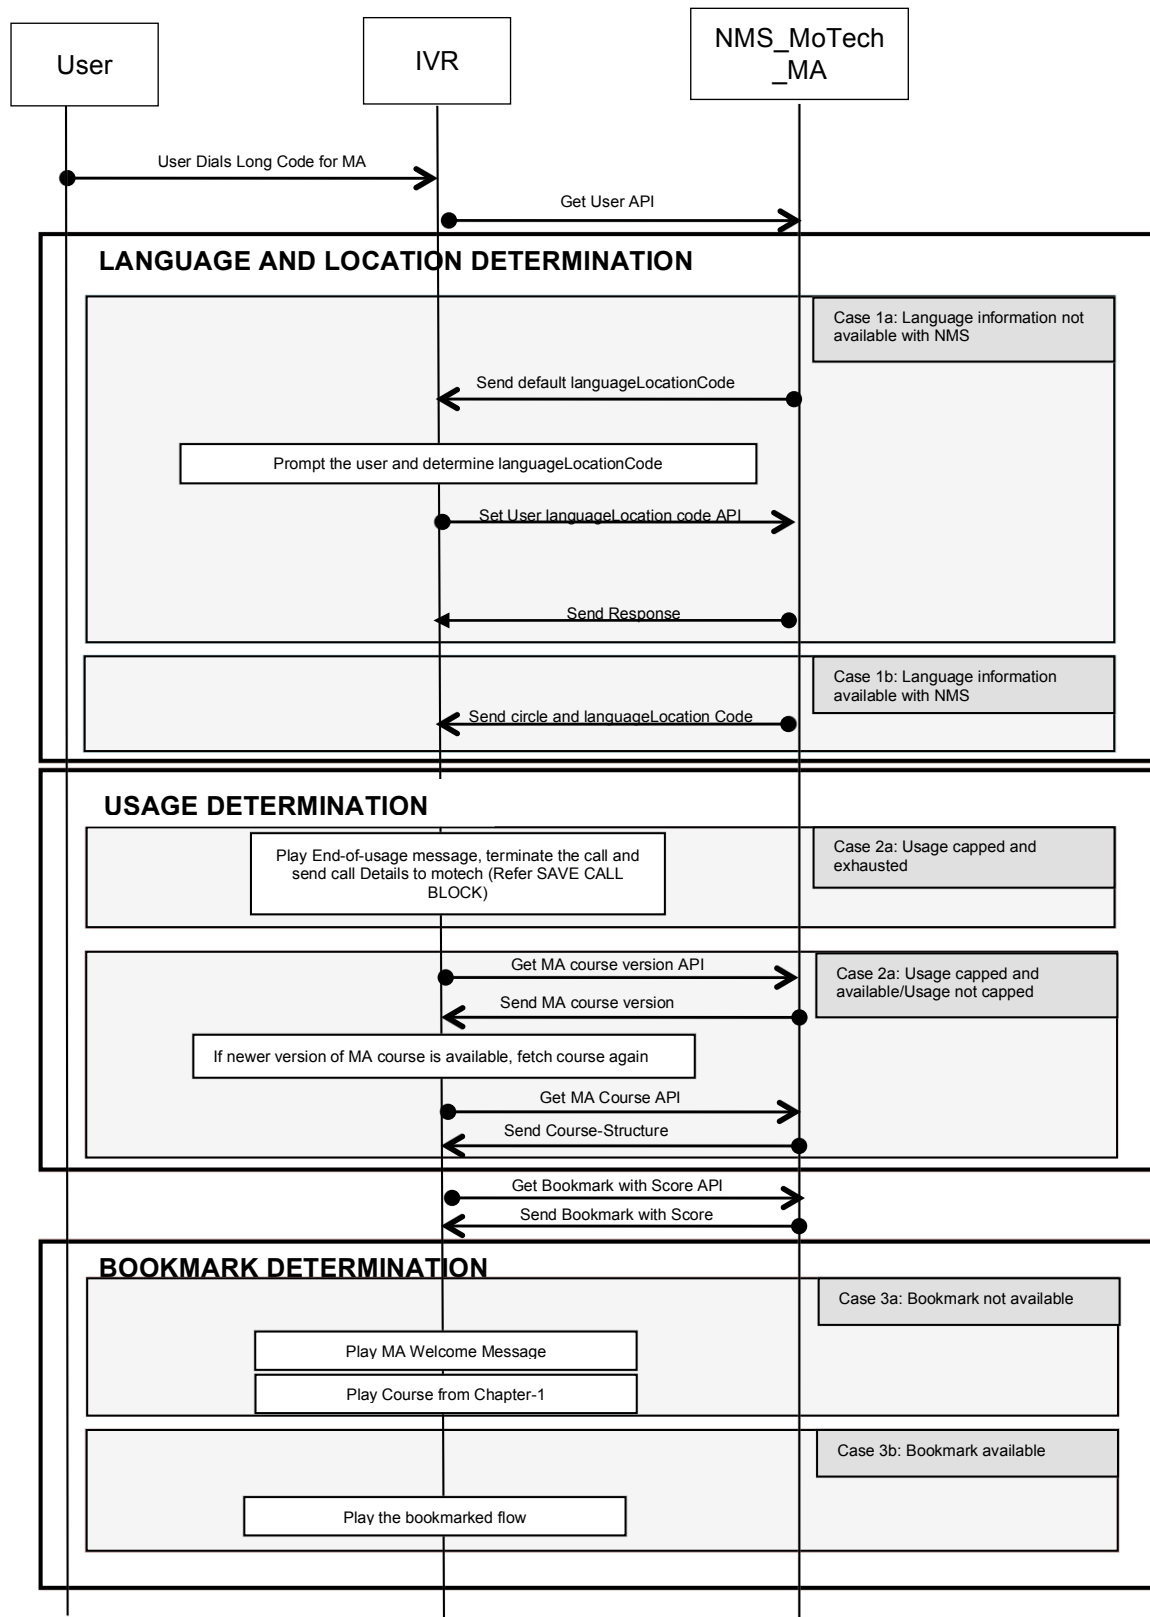 User
IVR
NMS_MoTech
_MA
User Dials Long Code for MA
Get User API
LANGUAGE AND LOCATION DETERMINATION
Case 1a: Language information not
available with NMS
Send default languageLocationCode
Prompt the user and determine languageLocationCode
Set User languageLocation code API
Send Response
Case 1b: Language information
available with NMS
Send circle and languageLocation Code
USAGE DETERMINATION
Case 2a: Usage capped and
exhausted
Play End-of-usage message, terminate the call and
send call Details to motech (Refer SAVE CALL
BLOCK)
Get MA course version API
Case 2a: Usage capped and
available/Usage not capped
Send MA course version
If newer version of MA course is available, fetch course again
Get MA Course API
Send Course-Structure
Get Bookmark with Score API
Send Bookmark with Score
BOOKMARK DETERMINATION
Case 3a: Bookmark not available
Play MA Welcome Message
Play Course from Chapter-1
Case 3b: Bookmark available
Play the bookmarked flow